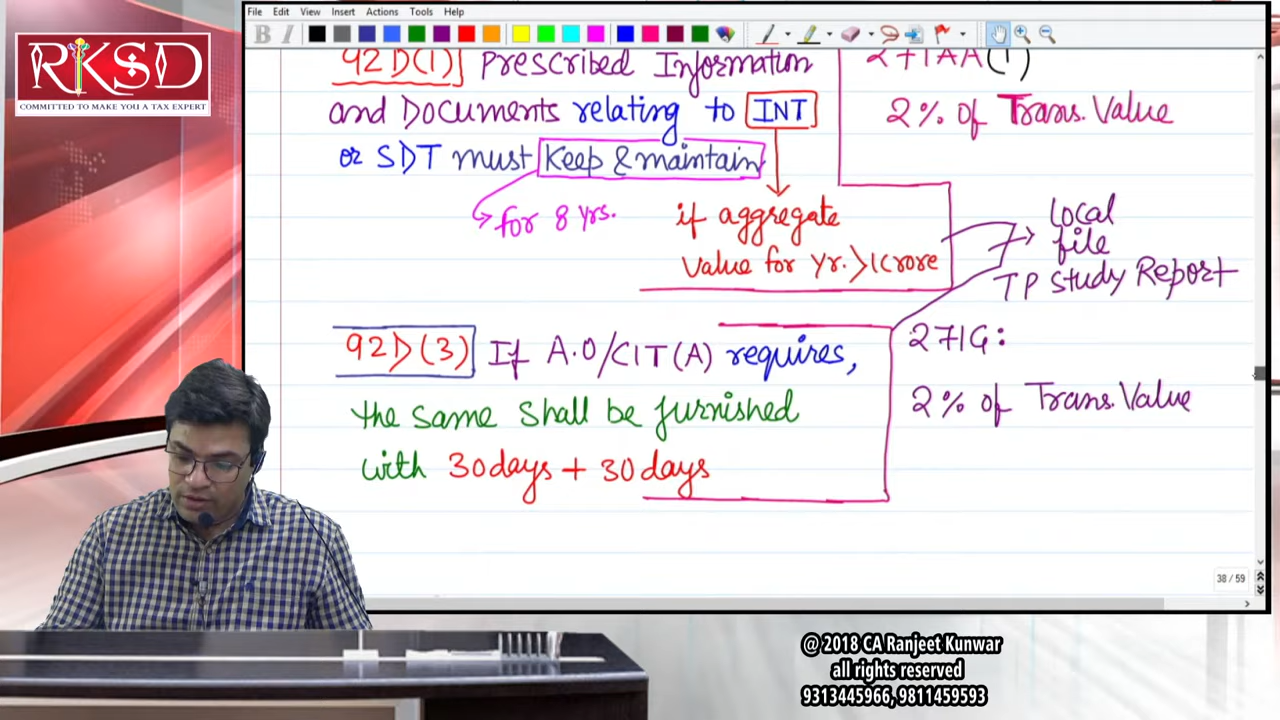 File Edit View Insert Actions Tools Help
B I
RKSD
COMMITTED TO MAKE YOU A TAX EXPERT
92D(1) Prescribed Information
and Documents relating to INT
or SDT must Keep & maintain
for 8 yrs.
if aggregate
value for yr. > 1 Crore
271AA(1)
2% of Trans. Value
local
file
TP Study Report
92D(3) If A.O/CIT(A) requires,
the same shall be furnished
with 30days + 30days
271G:
2% of Trans. Value
38 / 59
@ 2018 CA Ranjeet Kunwar
all rights reserved
9313445966, 9811459593